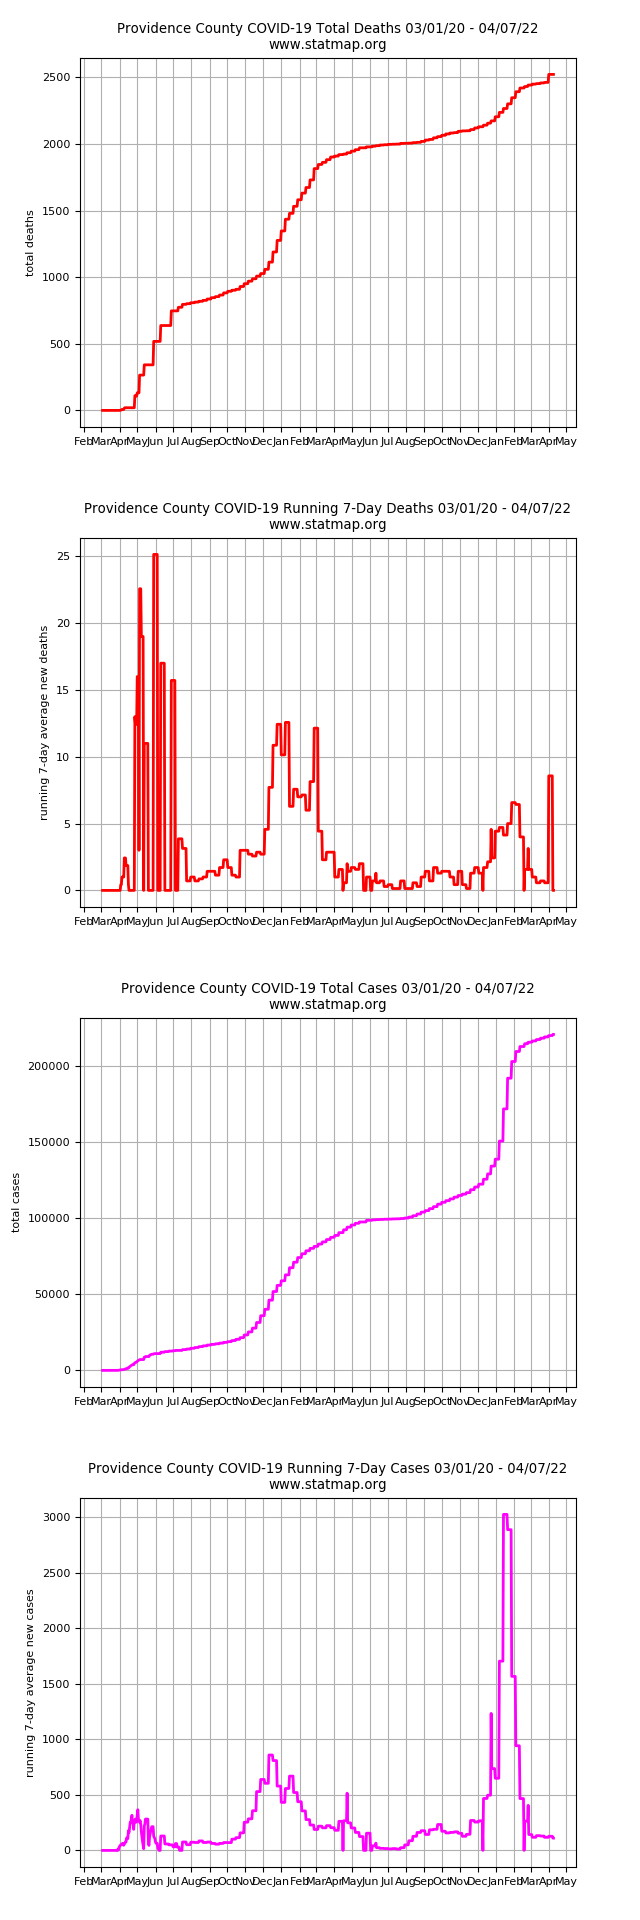 Providence County COVID-19 Total Deaths 03/01/20 - 04/07/22
www.statmap.org
2500
2000
1500
1000
500
0
total deaths
Feb Mar Apr May Jun Jul Aug Sep Oct Nov Dec Jan Feb Mar Apr May Jun Jul Aug Sep Oct Nov Dec Jan Feb Mar Apr May
Providence County COVID-19 Running 7-Day Deaths 03/01/20 - 04/07/22
www.statmap.org
25
20
15
10
5
0
running 7-day average new deaths
Feb Mar Apr May Jun Jul Aug Sep Oct Nov Dec Jan Feb Mar Apr May Jun Jul Aug Sep Oct Nov Dec Jan Feb Mar Apr May
Providence County COVID-19 Total Cases 03/01/20 - 04/07/22
www.statmap.org
200000
150000
100000
50000
0
total cases
Feb Mar Apr May Jun Jul Aug Sep Oct Nov Dec Jan Feb Mar Apr May Jun Jul Aug Sep Oct Nov Dec Jan Feb Mar Apr May
Providence County COVID-19 Running 7-Day Cases 03/01/20 - 04/07/22
www.statmap.org
3000
2500
2000
1500
1000
500
0
running 7-day average new cases
Feb Mar Apr May Jun Jul Aug Sep Oct Nov Dec Jan Feb Mar Apr May Jun Jul Aug Sep Oct Nov Dec Jan Feb Mar Apr May